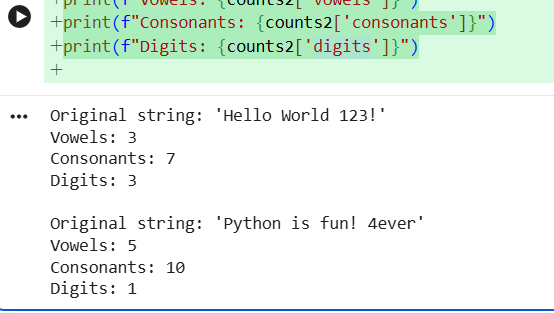 +print(f"Vowels: {counts2['vowels']}")
+print(f"Consonants: {counts2['consonants']}")
+print(f"Digits: {counts2['digits']}")
+
Original string: 'Hello World 123!'
Vowels: 3
Consonants: 7
Digits: 3
Original string: 'Python is fun! 4ever'
Vowels: 5
Consonants: 10
Digits: 1